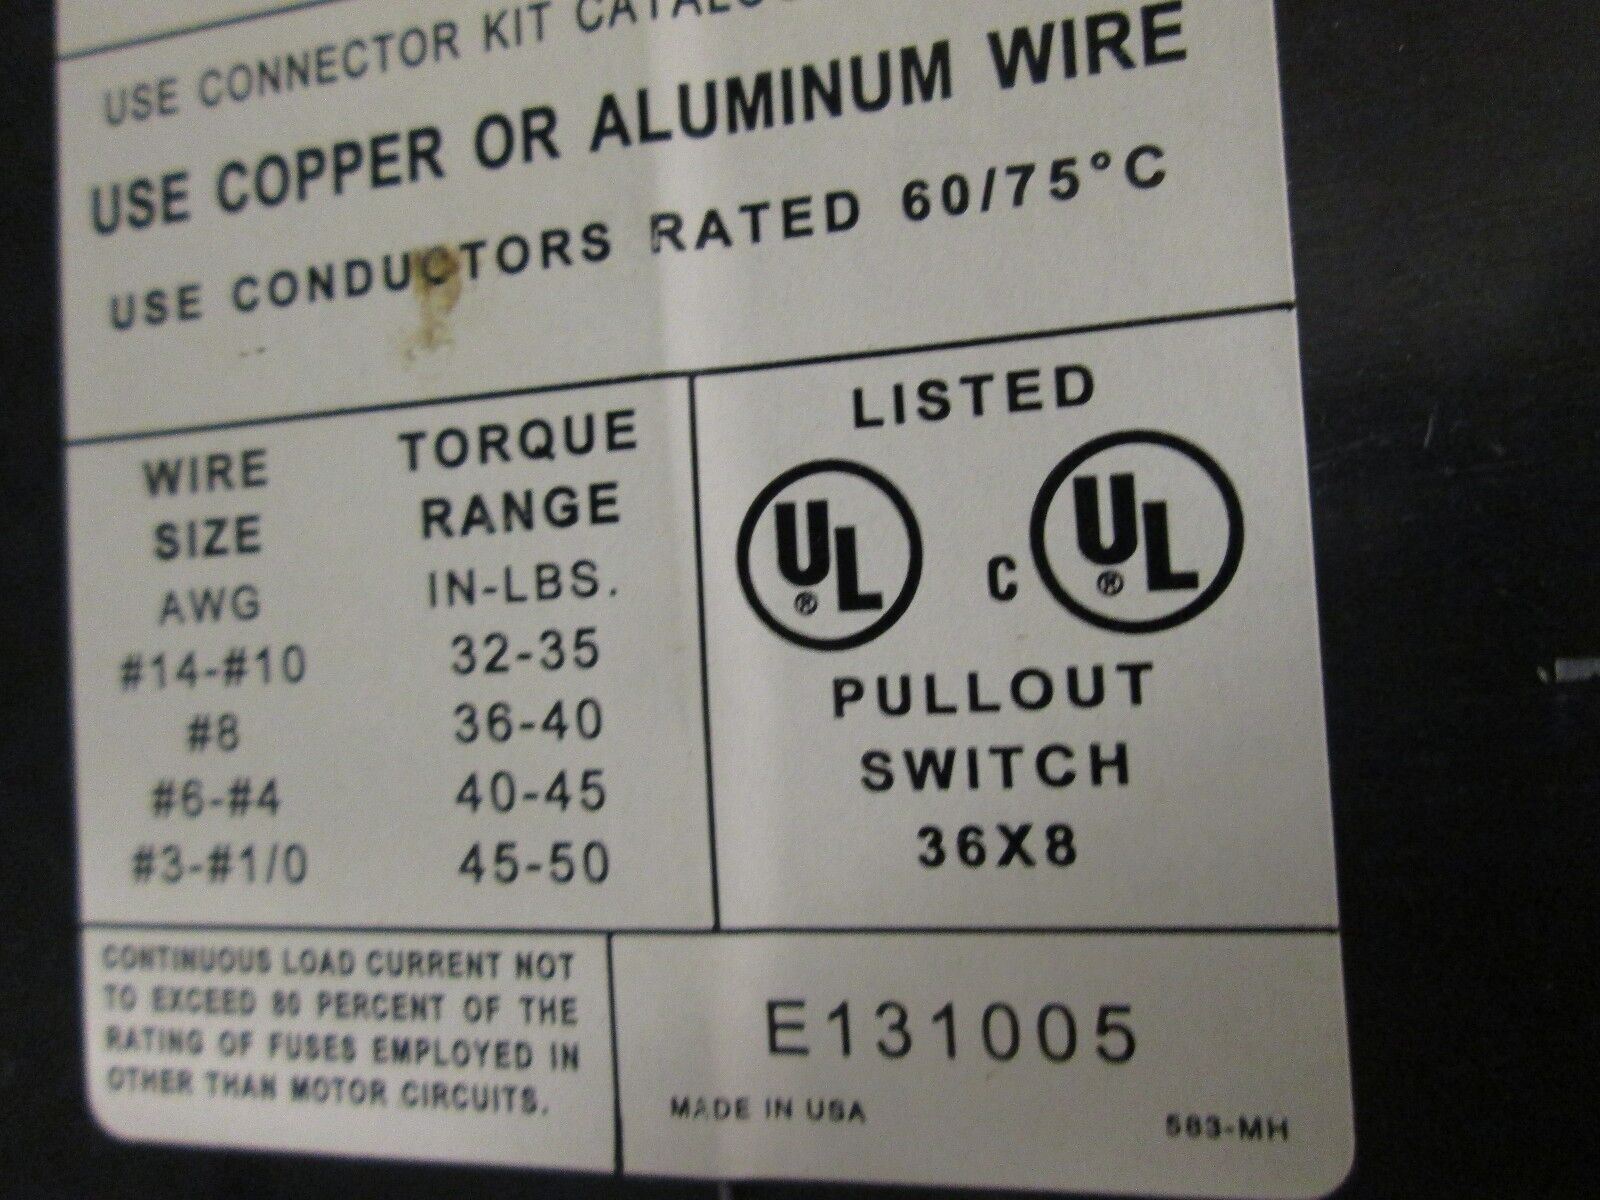 USE CONNECTOR KIT
USE COPPER OR ALUMINUM WIRE
USE CONDUCTORS RATED 60/75°C
WIRE SIZE AWG
TORQUE RANGE IN-LBS.
#14-#10 32-35
#8 36-40
#6-#4 40-45
#3-#1/0 45-50
LISTED
UL® C UL®
PULLOUT
SWITCH
36X8
CONTINUOUS LOAD CURRENT NOT
TO EXCEED 80 PERCENT OF THE
RATING OF FUSES EMPLOYED IN
OTHER THAN MOTOR CIRCUITS.
E131005
MADE IN USA
583-MH